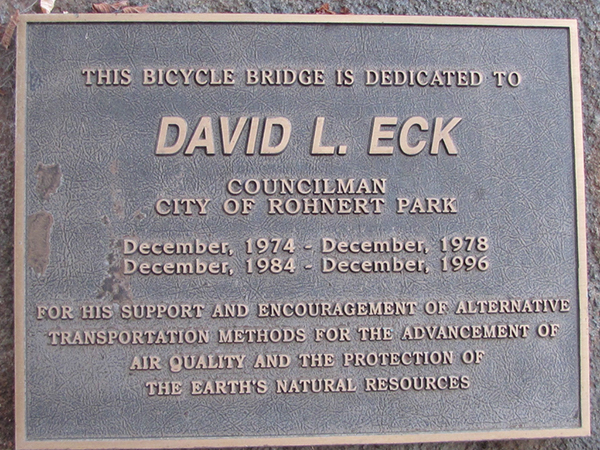 THIS BICYCLE BRIDGE IS DEDICATED TO
DAVID L. ECK
COUNCILMAN
CITY OF ROHNERT PARK
December, 1974 - December, 1978
December, 1984 - December, 1996
FOR HIS SUPPORT AND ENCOURAGEMENT OF ALTERNATIVE
TRANSPORTATION METHODS FOR THE ADVANCEMENT OF
AIR QUALITY AND THE PROTECTION OF
THE EARTH'S NATURAL RESOURCES